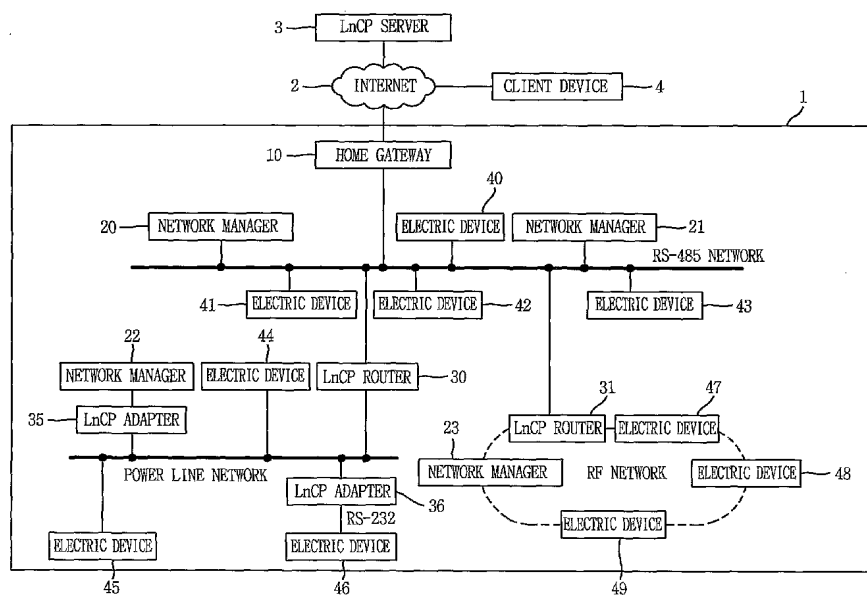 3 LnCP SERVER
2 INTERNET CLIENT DEVICE 4
1
10 HOME GATEWAY
40
20 NETWORK MANAGER ELECTRIC DEVICE NETWORK MANAGER 21
RS-485 NETWORK
41 ELECTRIC DEVICE ELECTRIC DEVICE 42 ELECTRIC DEVICE 43
22 44
NETWORK MANAGER ELECTRIC DEVICE LnCP ROUTER 30
31 47
35 LnCP ADAPTER
23 LnCP ROUTER ELECTRIC DEVICE
POWER LINE NETWORK NETWORK MANAGER RF NETWORK ELECTRIC DEVICE 48
LnCP ADAPTER 36
RS-232
ELECTRIC DEVICE
ELECTRIC DEVICE ELECTRIC DEVICE
45 46 49